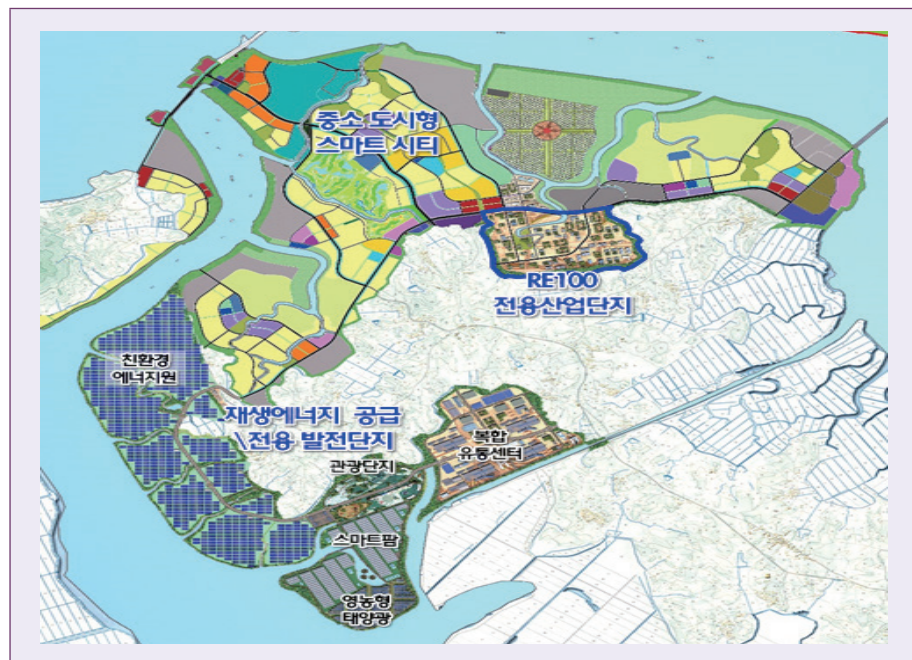 중소 도시형
스마트 시티
RE100
전용산업단지
친환경
에너지원
재생에너지 공급
\전용 발전단지
관광단지
복합
유통센터
스마트팜
영농형
태양광